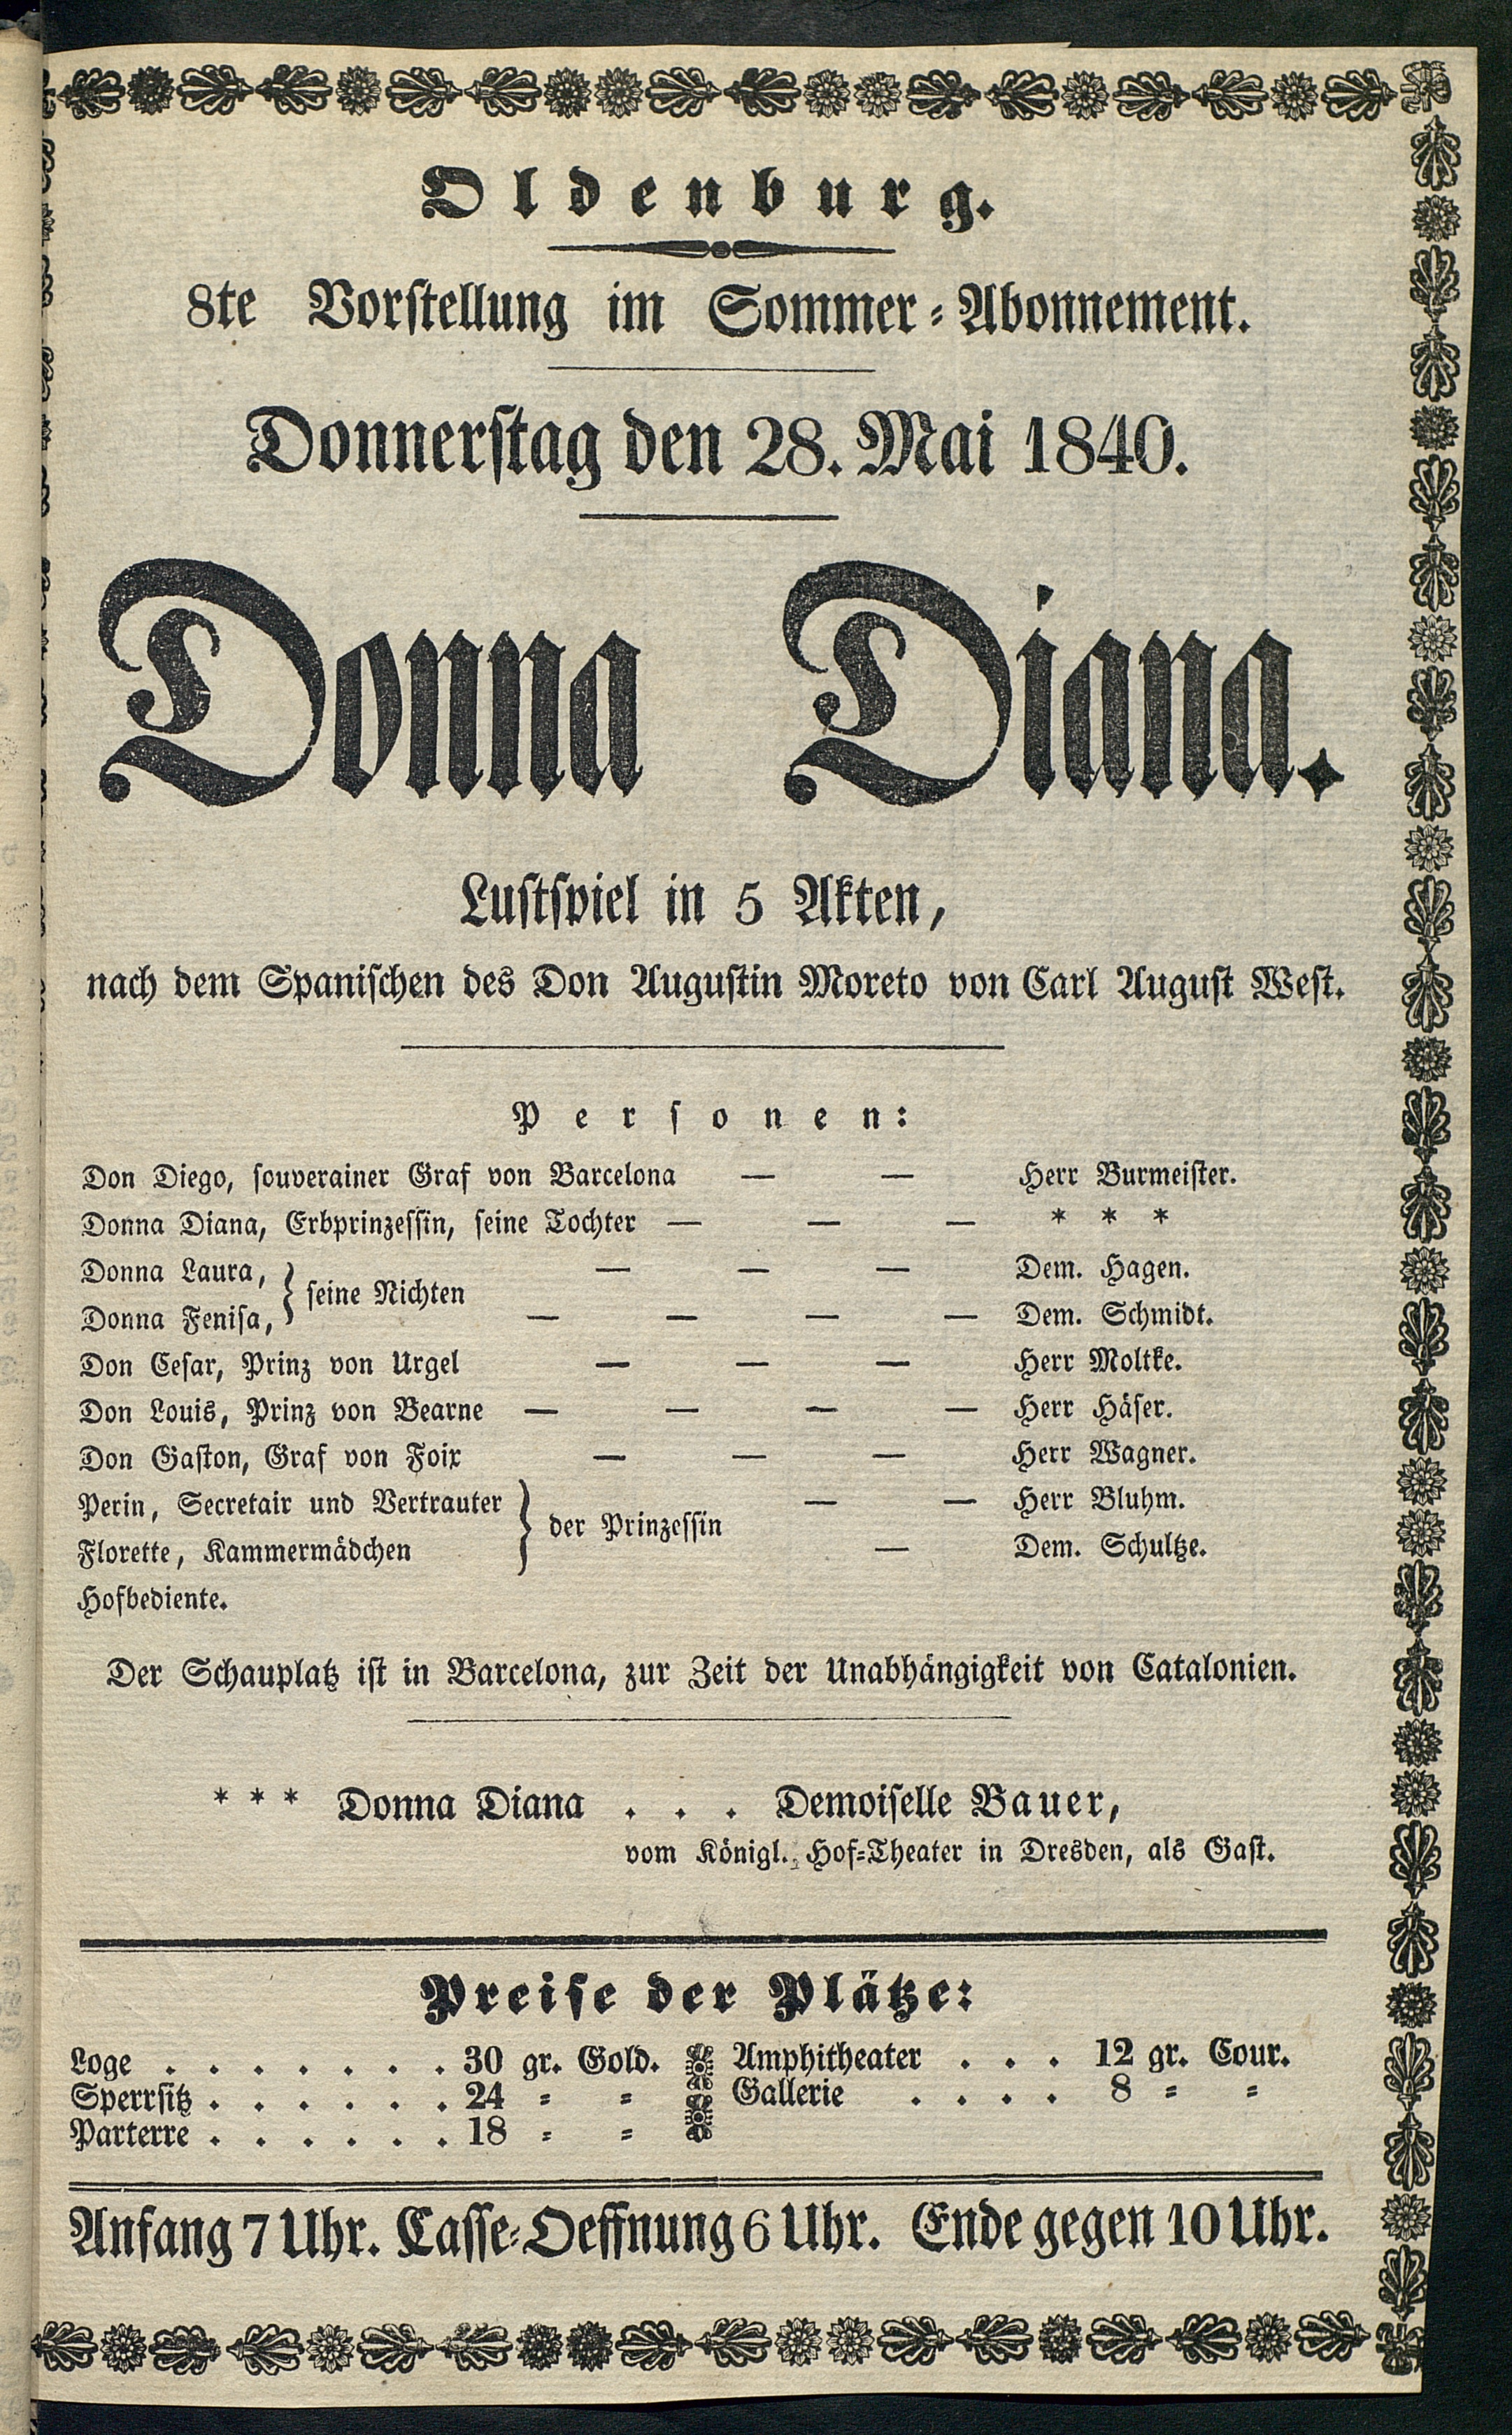 Oldenburg.
8te Vorstellung im Sommer-Abonnement.
Donnerstag den 28. Mai 1840.
Donna Diana.
Lustspiel in 5 Akten,
nach dem Spanischen des Don Augustin Moreto von Carl August West.
Personen:
Don Diego, souverainer Graf von Barcelona — — Herr Burmeister.
Donna Diana, Erbprinzessin, seine Tochter — — — * * *
Donna Laura, } seine Nichten — — — Dem. Hagen.
Donna Fenisa, — — — — Dem. Schmidt.
Don Cesar, Prinz von Urgel — — — Herr Moltke.
Don Louis, Prinz von Bearne — — — — Herr Häser.
Don Gaston, Graf von Foix — — — Herr Wagner.
Perin, Secretair und Vertrauter } der Prinzessin — — Herr Bluhm.
Florette, Kammermädchen — Dem. Schultze.
Hofbediente.
Der Schauplatz ist in Barcelona, zur Zeit der Unabhängigkeit von Catalonien.
* * * Donna Diana . . . Demoiselle Bauer,
vom Königl. Hof-Theater in Dresden, als Gast.
Preise der Plätze:
Loge . . . . . . . 30 gr. Gold. Amphitheater . . . 12 gr. Cour.
Sperrsitz . . . . . . 24 = = Gallerie . . . . 8 = =
Parterre . . . . . . 18 = =
Anfang 7 Uhr. Casse-Oeffnung 6 Uhr. Ende gegen 10 Uhr.